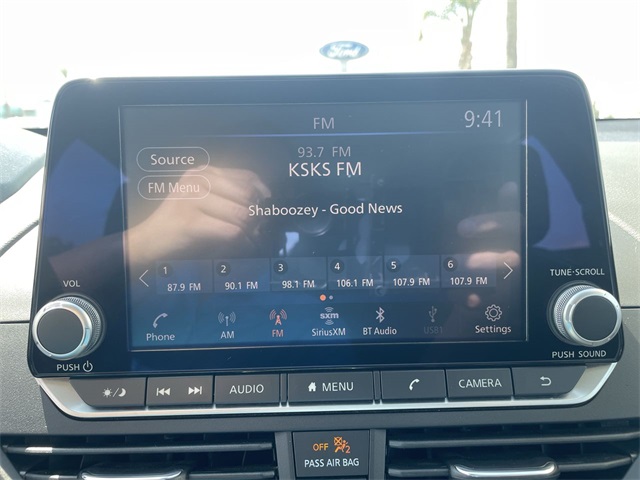 Ford
FM
9:41
93.7 FM
KSKS FM
Source
FM Menu
Shaboozey - Good News
1 2 3 4 5 6
87.9 FM 90.1 FM 98.1 FM 106.1 FM 107.9 FM 107.9 FM
VOL
TUNE·SCROLL
sxm
Phone AM FM SiriusXM BT Audio USB1 Settings
PUSH
PUSH SOUND
AUDIO MENU CAMERA
OFF 2
PASS AIR BAG